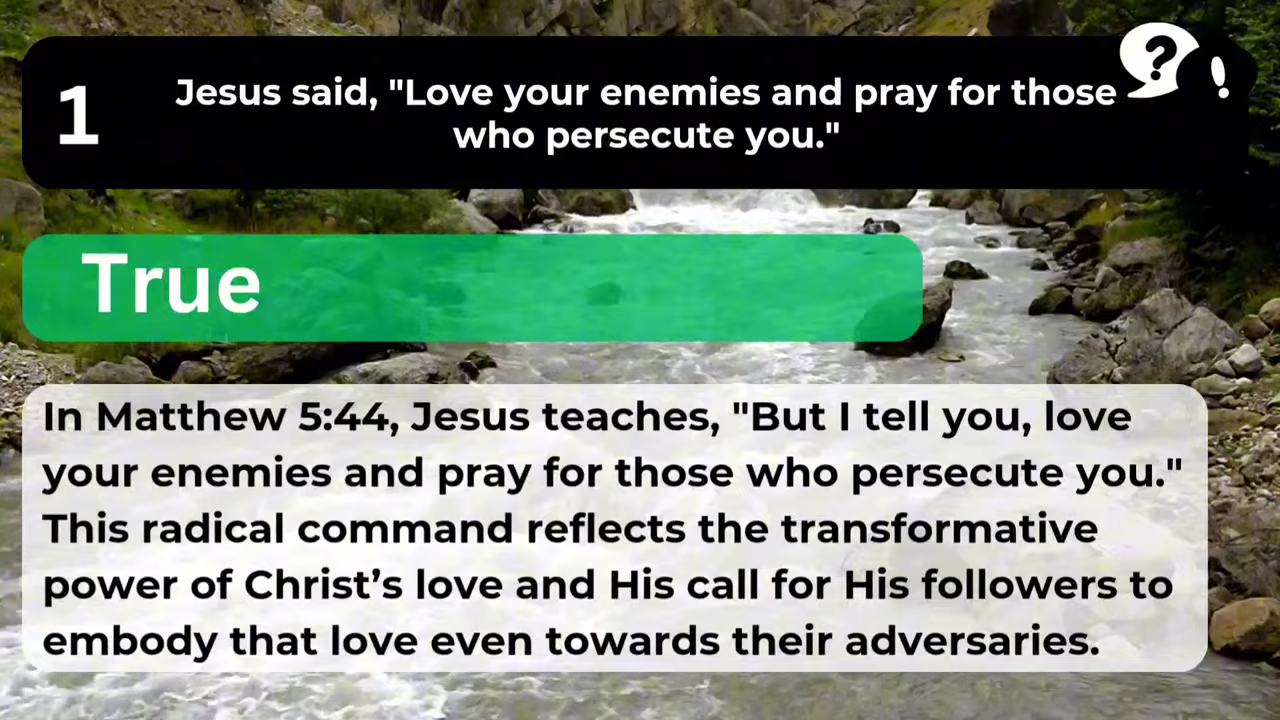 1
Jesus said, "Love your enemies and pray for those
who persecute you."
?
!
True
In Matthew 5:44, Jesus teaches, "But I tell you, love
your enemies and pray for those who persecute you."
This radical command reflects the transformative
power of Christ’s love and His call for His followers to
embody that love even towards their adversaries.